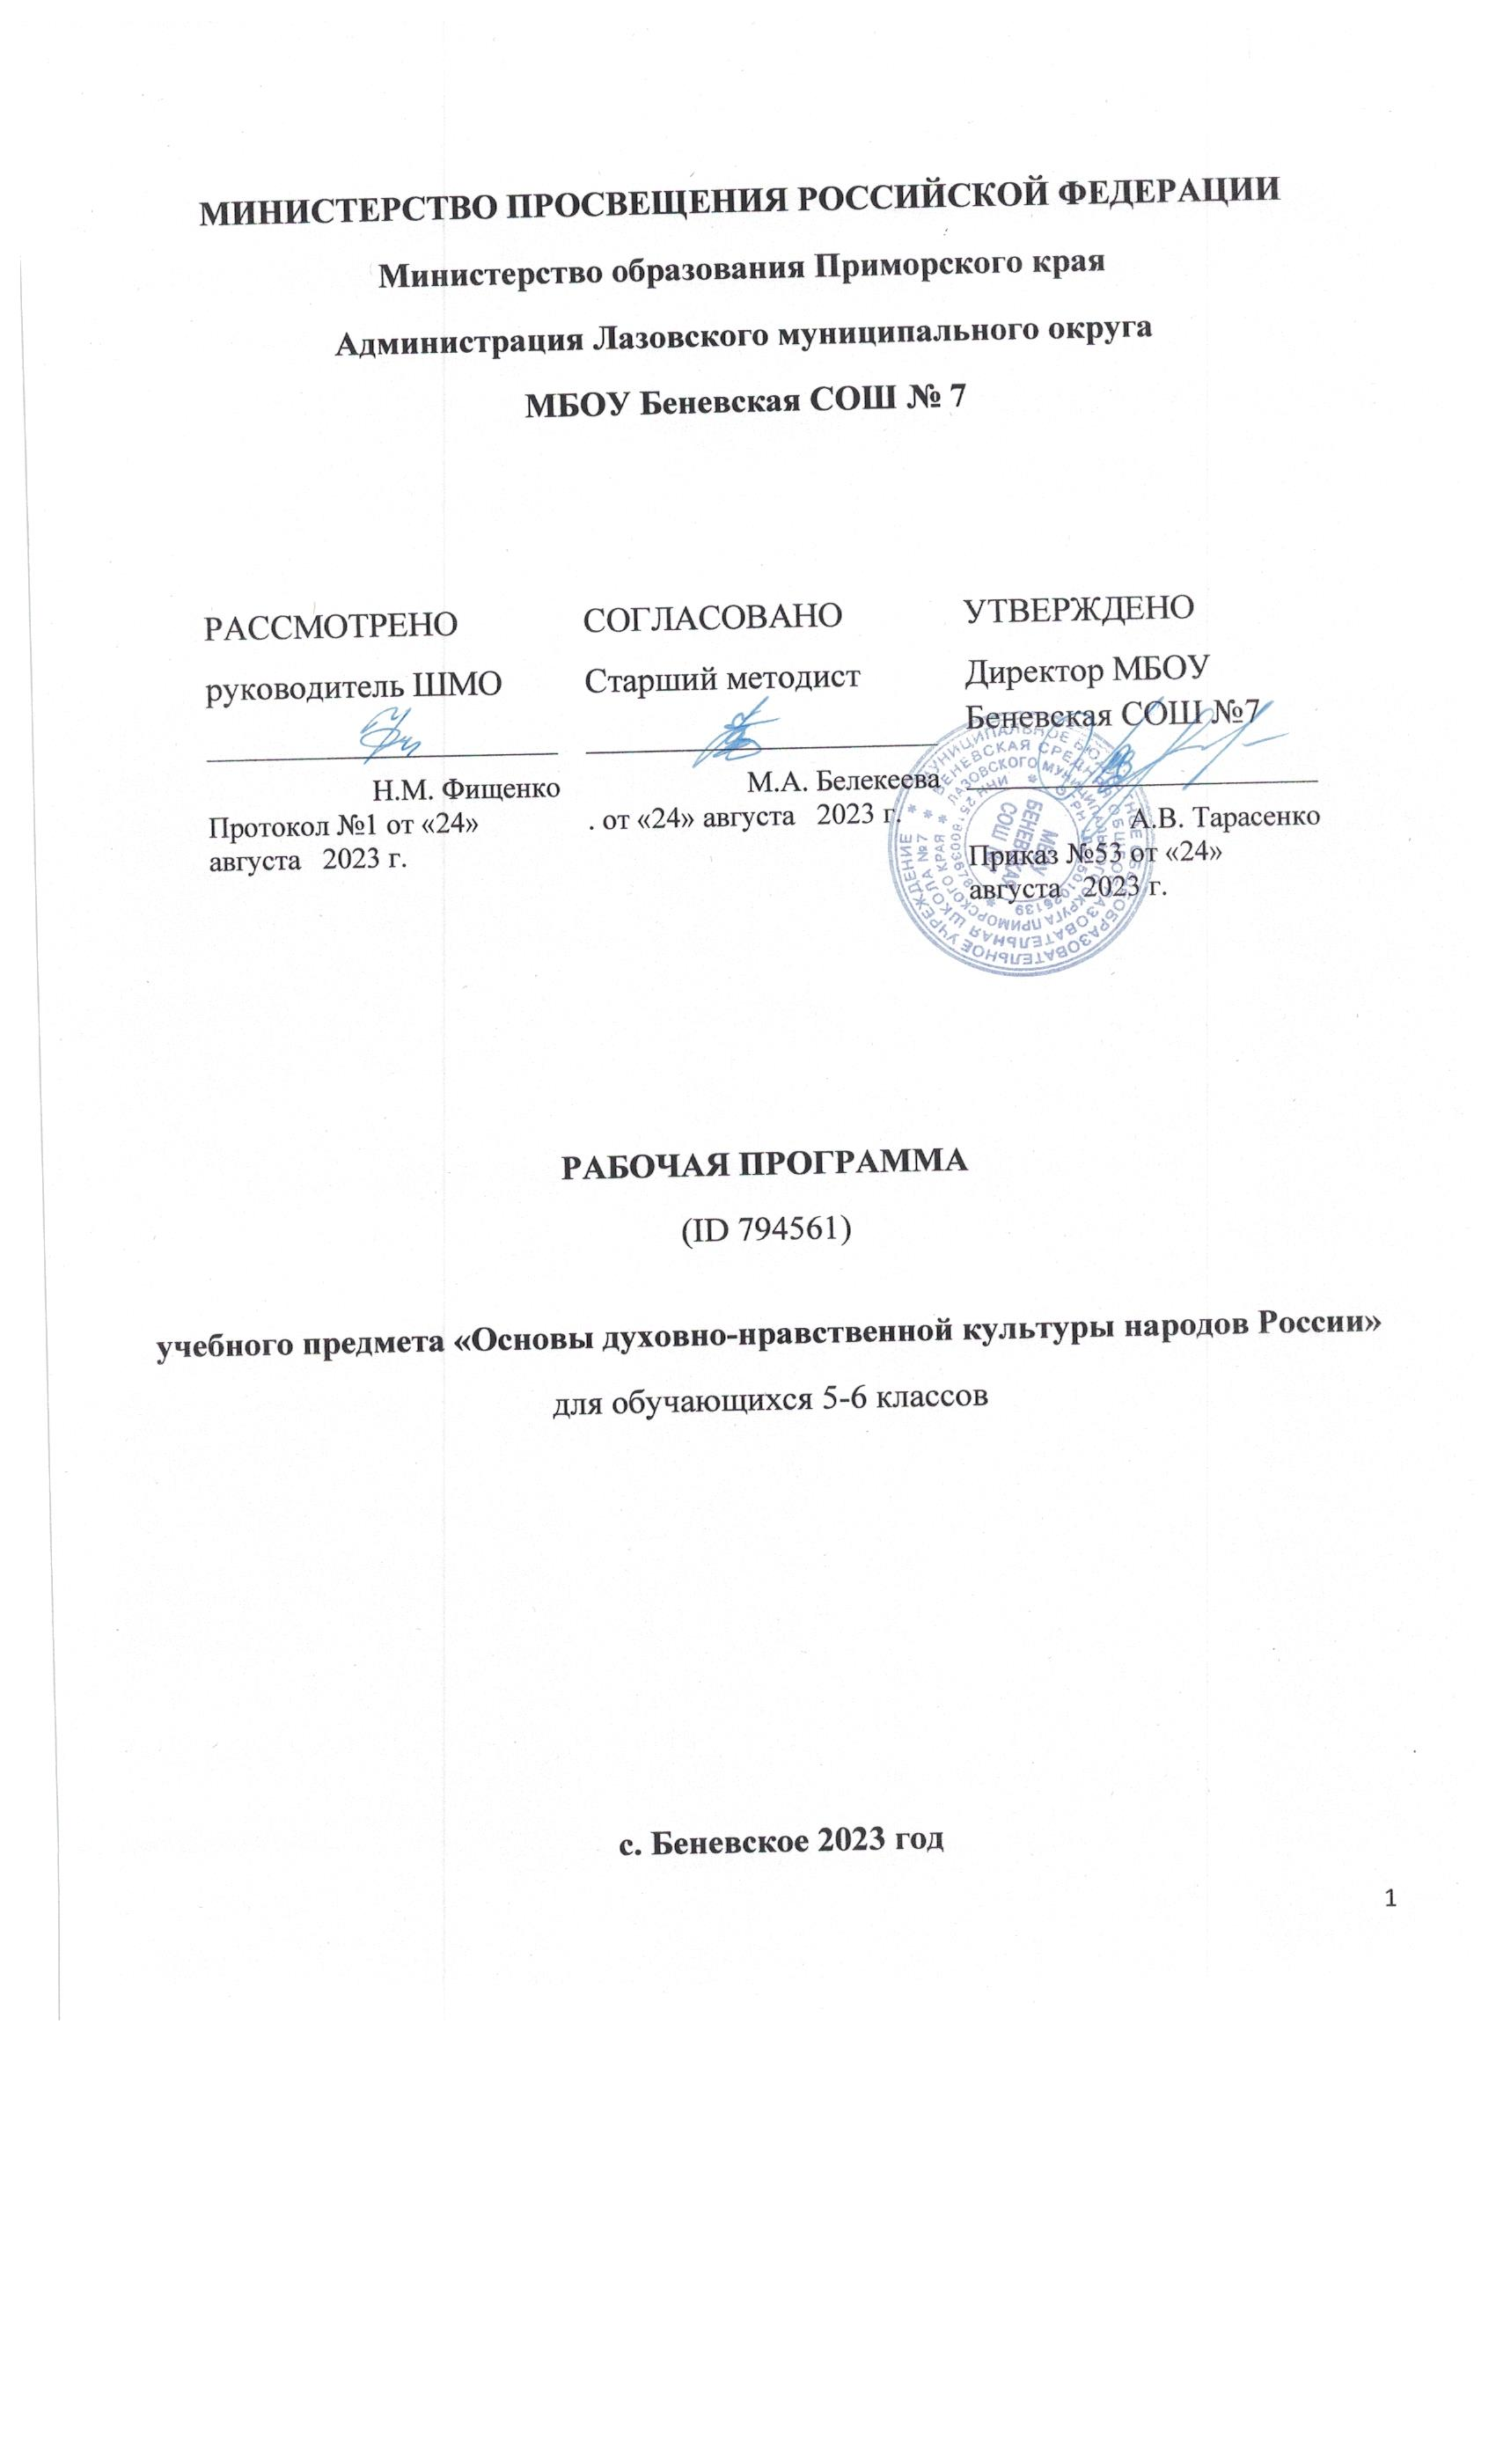 МИНИСТЕРСТВО ПРОСВЕЩЕНИЯ РОССИЙСКОЙ ФЕДЕРАЦИИ
Министерство образования Приморского края
Администрация Лазовского муниципального округа
МБОУ Беневская СОШ № 7
РАССМОТРЕНО
руководитель ШМО
Н.М. Фищенко
Протокол №1 от «24»
августа 2023 г.
СОГЛАСОВАНО
Старший методист
М.А. Белекеева
. от «24» августа 2023 г.
УТВЕРЖДЕНО
Директор МБОУ
Беневская СОШ №7
А.В. Тарасенко
Приказ №53 от «24»
августа 2023 г.
МБОУ
БЕНЕВСКАЯ
СОШ
РАБОЧАЯ ПРОГРАММА
(ID 794561)
учебного предмета «Основы духовно-нравственной культуры народов России»
для обучающихся 5-6 классов
с. Беневское 2023 год
1